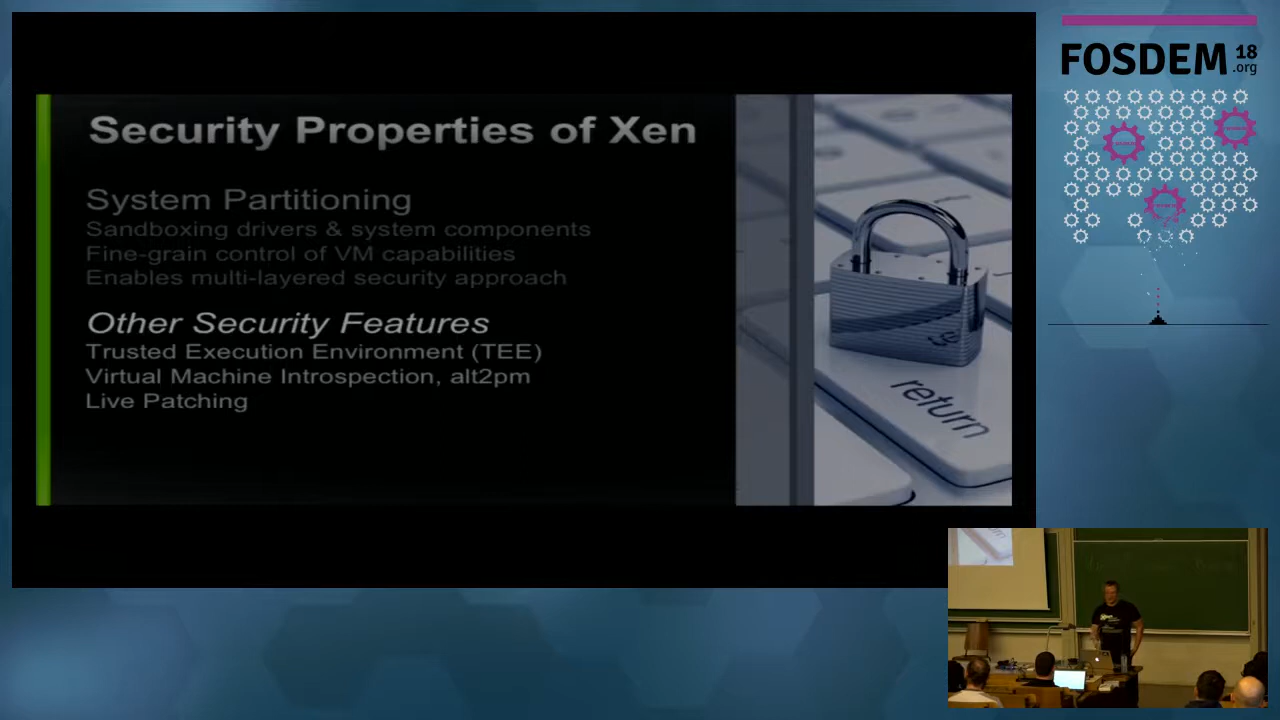 Security Properties of Xen
System Partitioning
Sandboxing drivers & system components
Fine-grain control of VM capabilities
Enables multi-layered security approach
Other Security Features
Trusted Execution Environment (TEE)
Virtual Machine Introspection, alt2pm
Live Patching
return
FOSDEM 18
.org